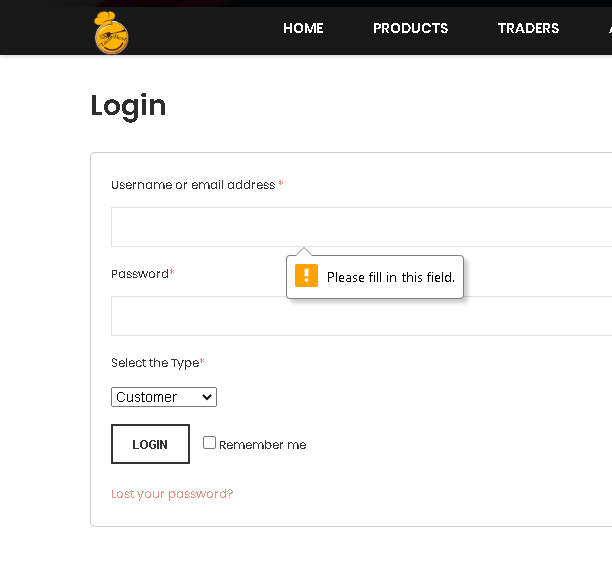 HOME PRODUCTS TRADERS
Login
Username or email address *
Please fill in this field.
Password*
Select the Type*
Customer
LOGIN Remember me
Lost your password?